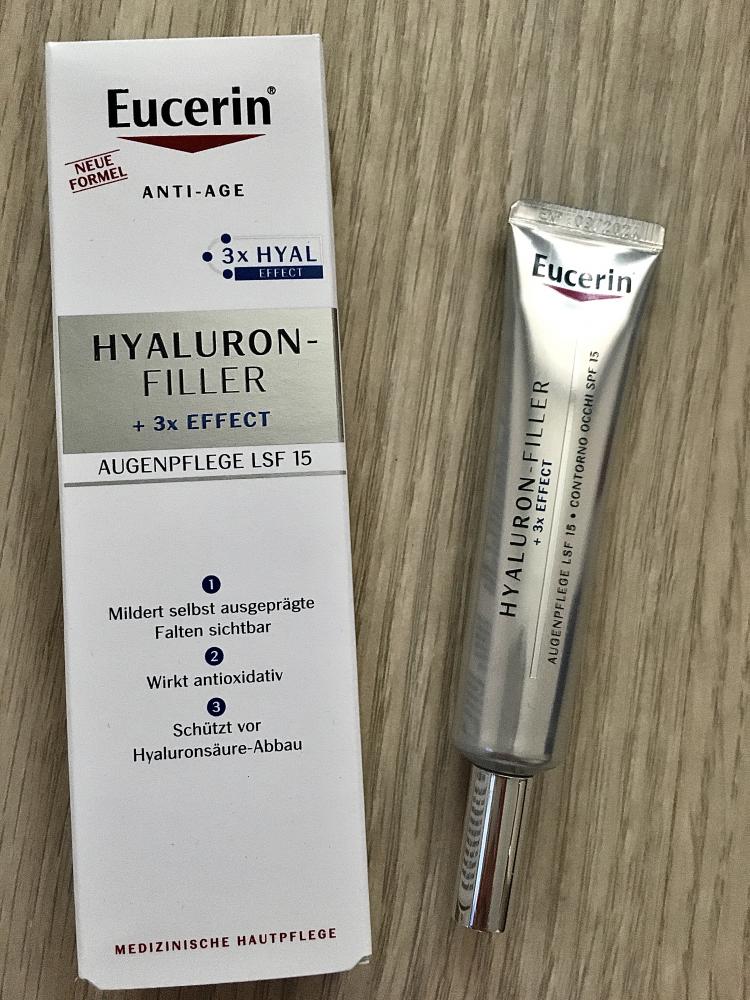 Eucerin®
NEUE
FORMEL
ANTI-AGE
3x HYAL
EFFECT
HYALURON-
FILLER
+ 3x EFFECT
AUGENPFLEGE LSF 15
1
Mildert selbst ausgeprägte
Falten sichtbar
2
Wirkt antioxidativ
3
Schützt vor
Hyaluronsäure-Abbau
MEDIZINISCHE HAUTPFLEGE
Eucerin
HYALURON-FILLER
+ 3x EFFECT
AUGENPFLEGE LSF 15 • CONTORNO OCCHI SPF 15